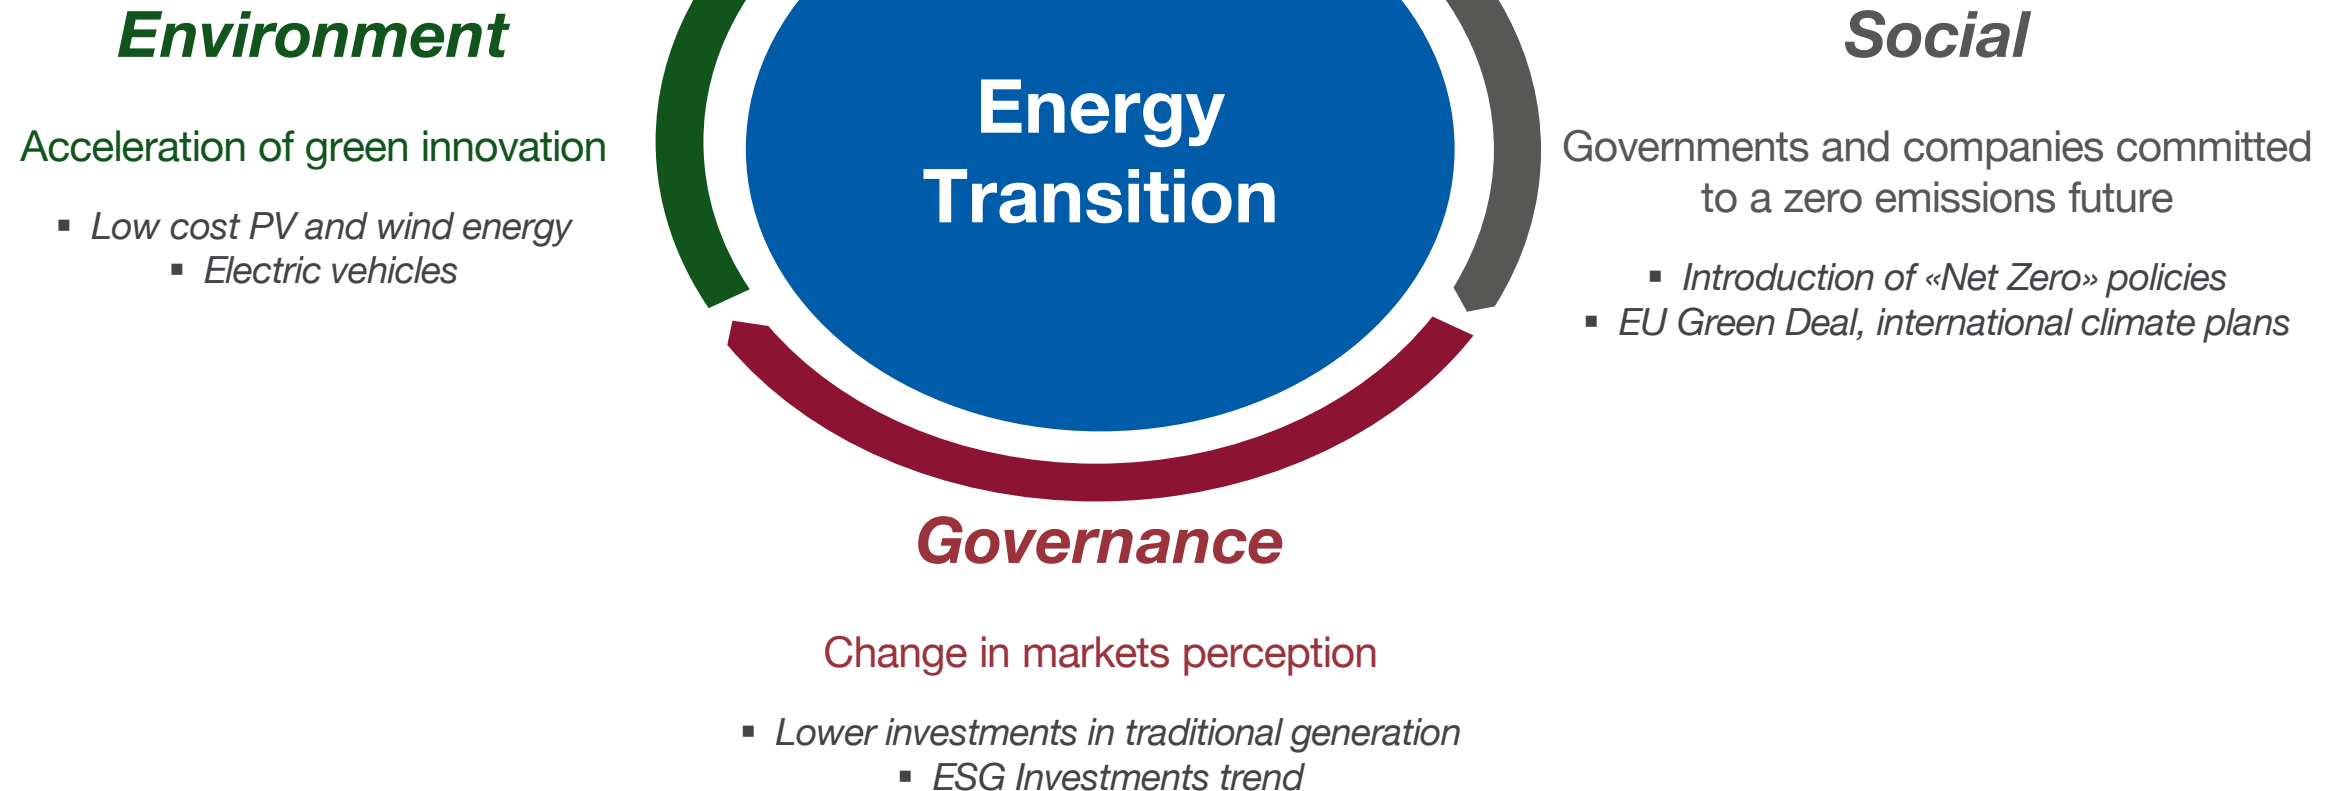 Environment
Acceleration of green innovation
▪ Low cost PV and wind energy
▪ Electric vehicles
Energy
Transition
Social
Governments and companies committed
to a zero emissions future
▪ Introduction of «Net Zero» policies
▪ EU Green Deal, international climate plans
Governance
Change in markets perception
▪ Lower investments in traditional generation
▪ ESG Investments trend